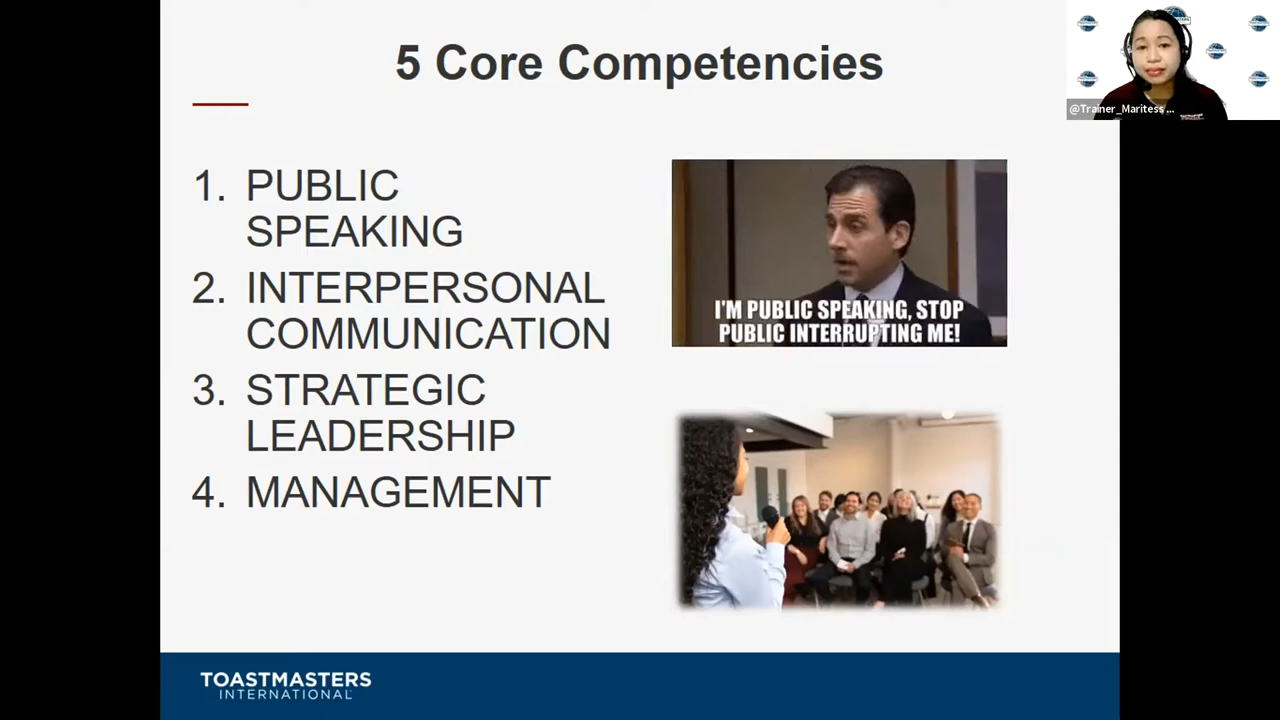 5 Core Competencies
@Trainer_Maritess ...
1. PUBLIC
SPEAKING
2. INTERPERSONAL
COMMUNICATION
3. STRATEGIC
LEADERSHIP
4. MANAGEMENT
I'M PUBLIC SPEAKING, STOP
PUBLIC INTERRUPTING ME!
TOASTMASTERS
INTERNATIONAL